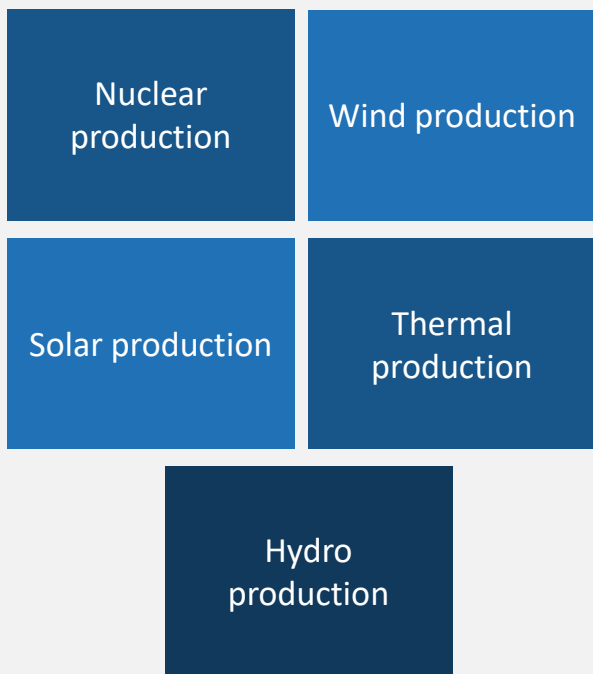 Nuclear
production
Wind production
Solar production
Thermal
production
Hydro
production